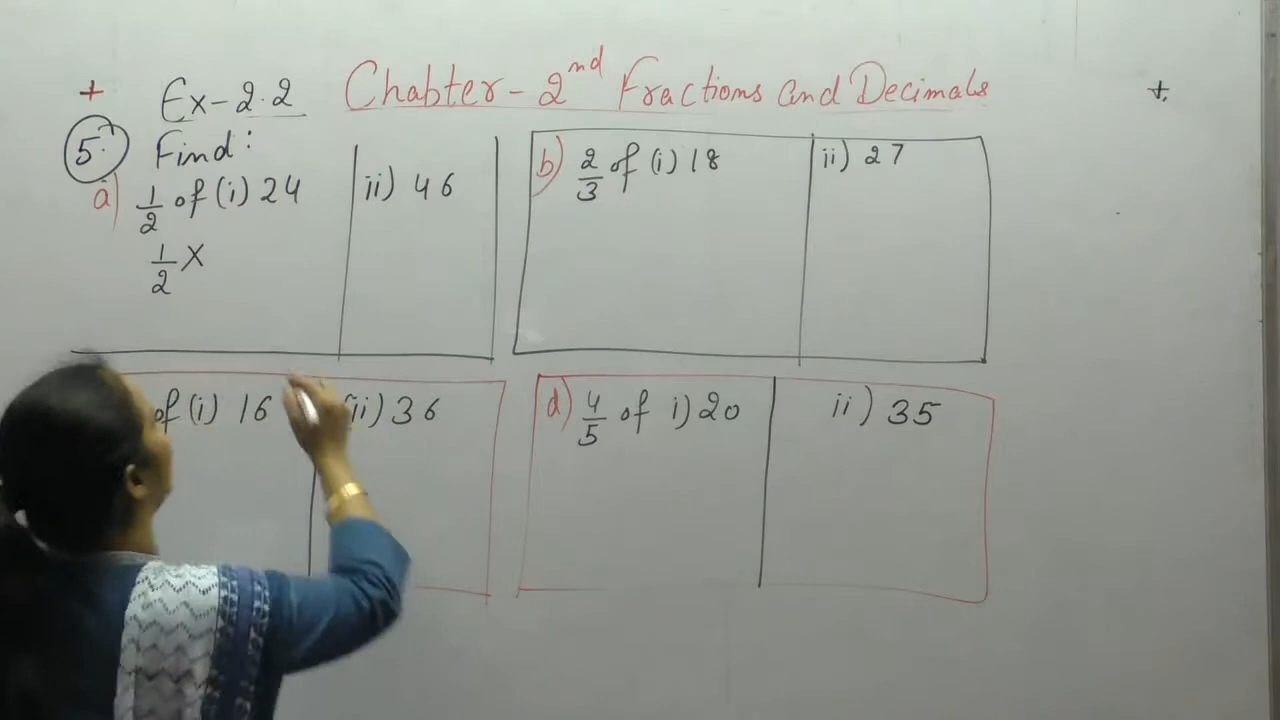 + Ex-2.2 Chabter-2nd Fractions and Decimals +.
5. Find:
a) 1/2 of (i) 24
ii) 46
1/2 X
b) 2/3 of (i) 18
ii) 27
of (i) 16
(ii) 36
d) 4/5 of i) 20
ii) 35